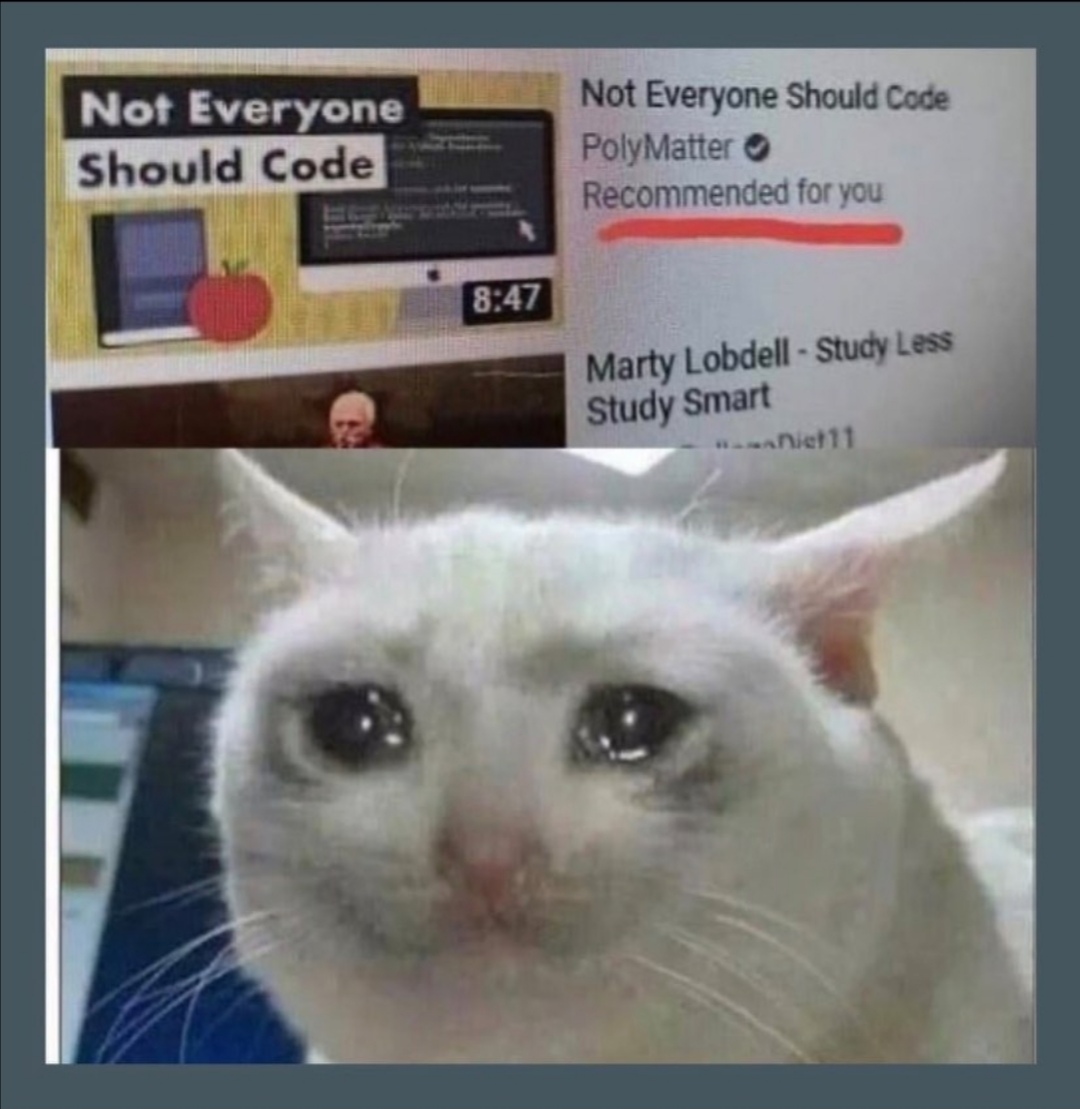 Not Everyone
Should Code
8:47
Not Everyone Should Code
PolyMatter
Recommended for you
Marty Lobdell - Study Less
Study Smart